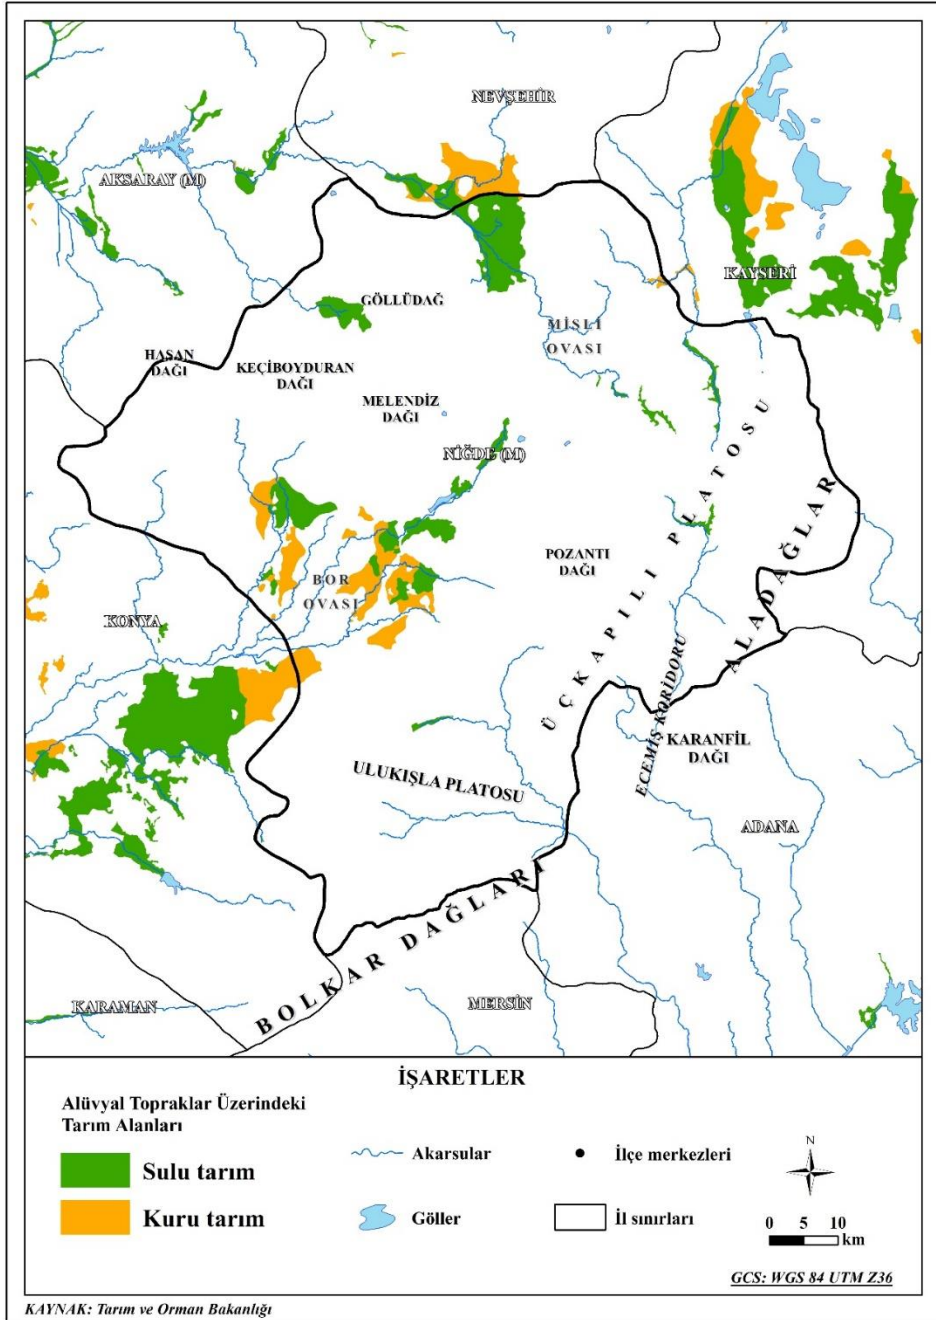 NEVŞEHİR
AKSARAY (M)
KAYSERİ
GÖLLÜDAĞ
MİSLİ
OVASI
HASAN
DAĞI
KEÇİBOYDURAN
DAĞI
MELENDİZ
DAĞI
NİĞDE (M)
POZANTI
DAĞI
BOR
OVASI
KONYA
ÜÇKAPILI PLATOSU
ALADAĞLAR
ECEMİŞ KORİDORU
KARANFİL
DAĞI
ULUKIŞLA PLATOSU
ADANA
BOLKAR DAĞLARI
KARAMAN
MERSİN
İŞARETLER
Alüvyal Topraklar Üzerindeki
Tarım Alanları
Sulu tarım
Kuru tarım
Akarsular
Göller
İlçe merkezleri
İl sınırları
N
0 5 10
km
GCS: WGS 84 UTM Z36
KAYNAK: Tarım ve Orman Bakanlığı